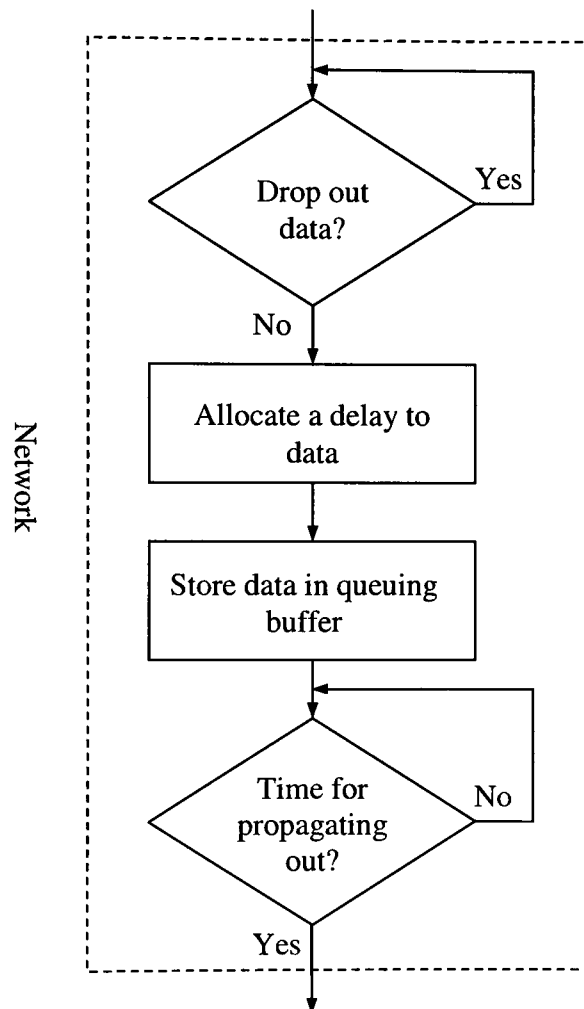 Drop out
data?
Yes
No
Allocate a delay to
data
Network
Store data in queuing
buffer
Time for
propagating
out?
No
Yes